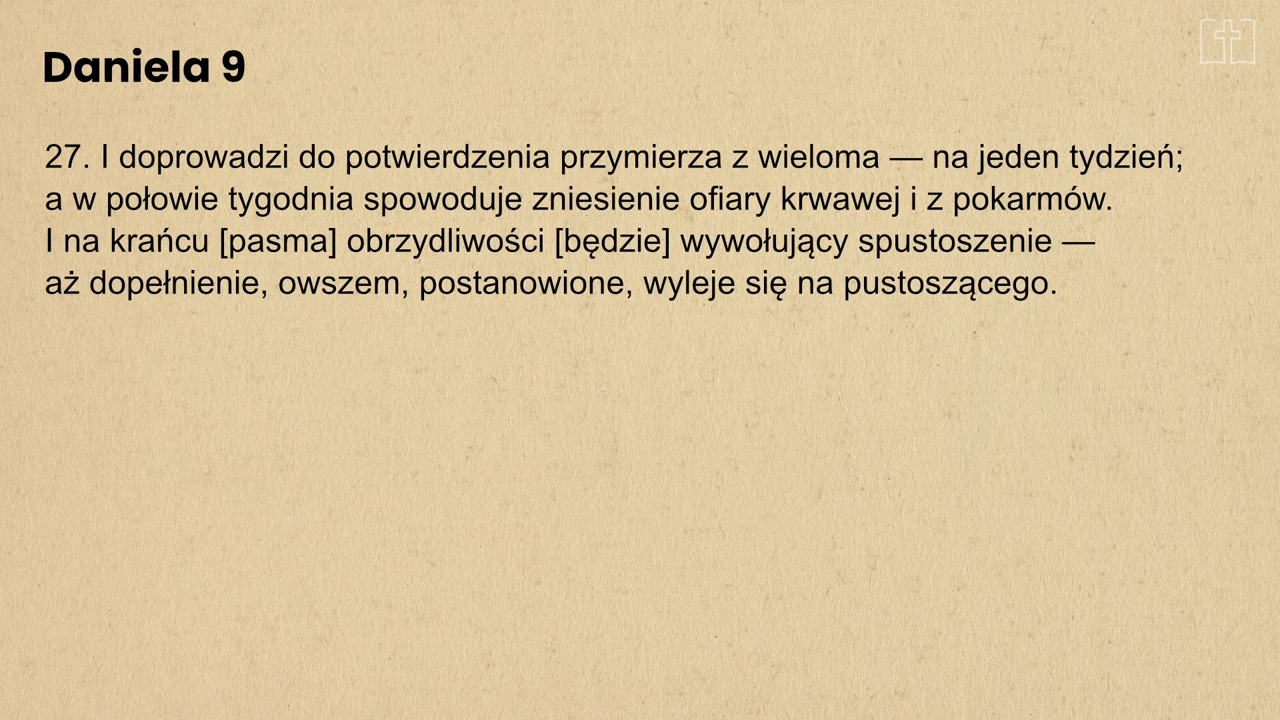 Daniela 9
27. I doprowadzi do potwierdzenia przymierza z wieloma — na jeden tydzień;
a w połowie tygodnia spowoduje zniesienie ofiary krwawej i z pokarmów.
I na krańcu [pasma] obrzydliwości [będzie] wywołujący spustoszenie —
aż dopełnienie, owszem, postanowione, wyleje się na pustoszącego.